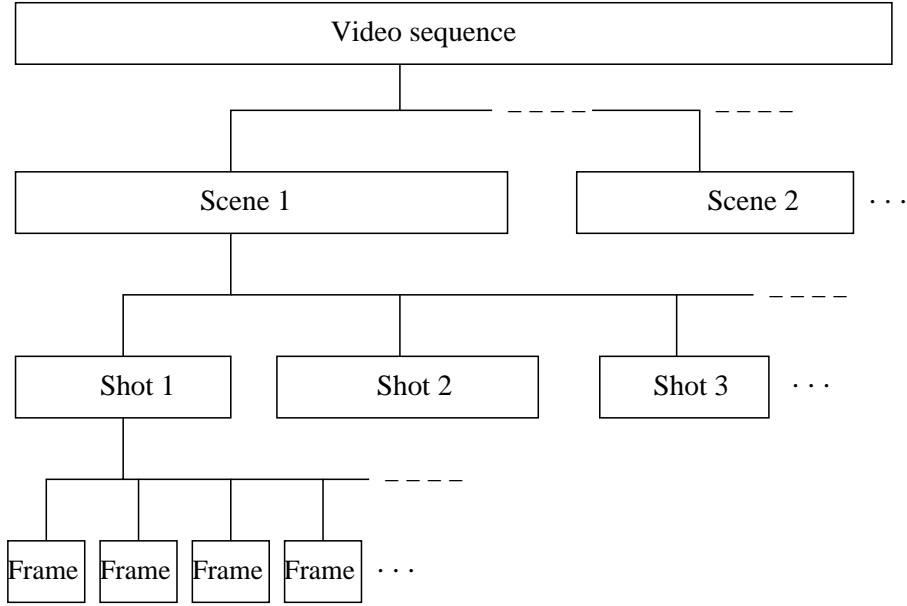 Video sequence
Scene 1 Scene 2 . . .
Shot 1 Shot 2 Shot 3 . . .
Frame Frame Frame Frame . . .